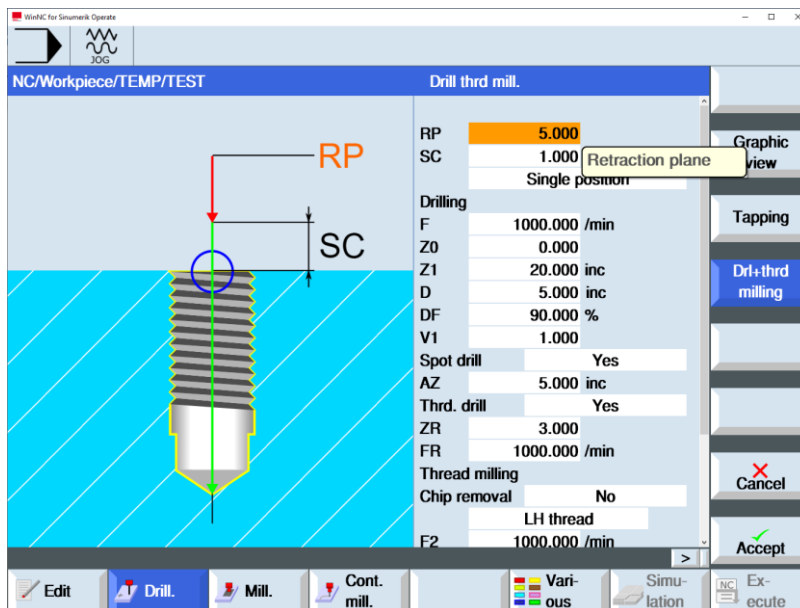 WinNC for Sinumerik Operate
JOG
NC/Workpiece/TEMP/TEST
Drill thrd mill.
RP
SC
RP 5.000
SC 1.000
Retraction plane
Single position
Drilling
F 1000.000 /min
Z0 0.000
Z1 20.000 inc
D 5.000 inc
DF 90.000 %
V1 1.000
Spot drill Yes
AZ 5.000 inc
Thrd. drill Yes
ZR 3.000
FR 1000.000 /min
Thread milling
Chip removal No
LH thread
F2 1000.000 /min
Graphic
view
Tapping
Drl+thrd
milling
Cancel
Accept
>
Edit
Drill.
Mill.
Cont.
mill.
Vari-
ous
Simu-
lation
NC
Ex-
ecute